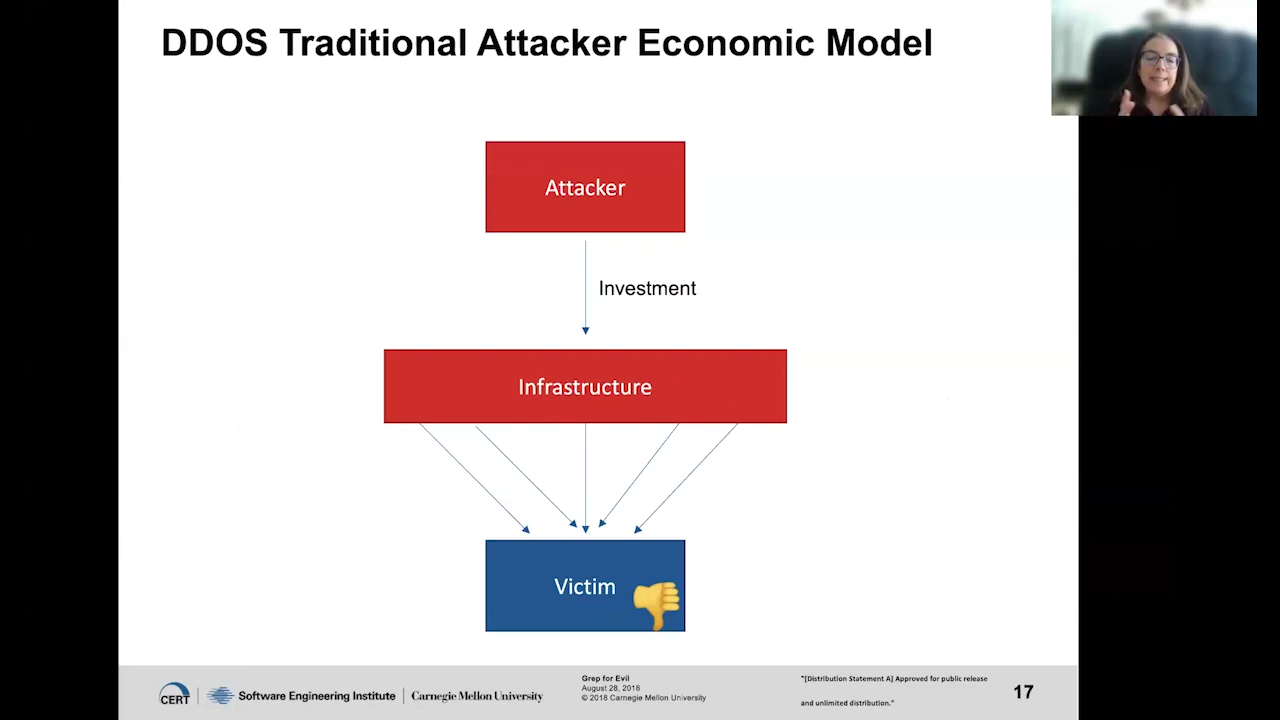 DDOS Traditional Attacker Economic Model
Attacker
Investment
Infrastructure
Victim
CERT
Software Engineering Institute
Carnegie Mellon University
Grep for Evil
August 28, 2018
© 2018 Carnegie Mellon University
"[Distribution Statement A] Approved for public release
and unlimited distribution."
17